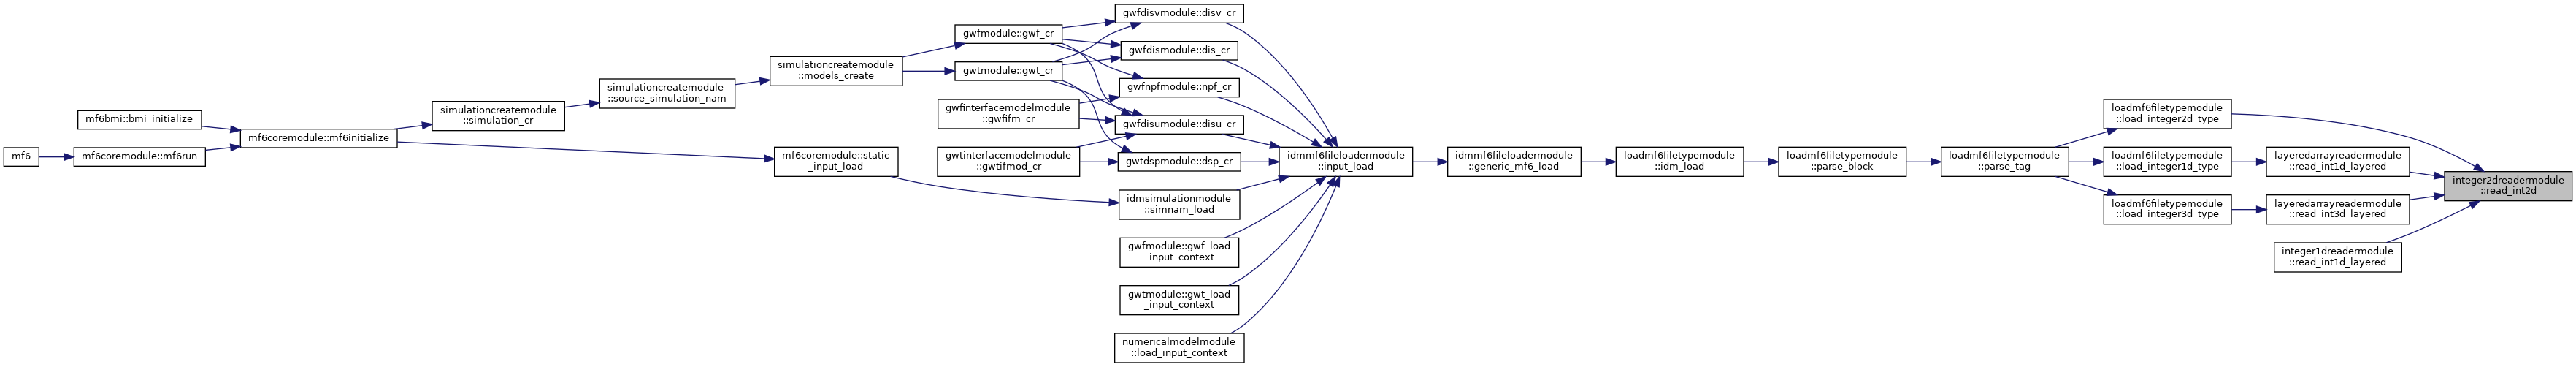 mf6
mf6bmi::bmi_initialize
mf6coremodule::mf6run
mf6coremodule::mf6initialize
simulationcreatemodule
::simulation_cr
simulationcreatemodule
::source_simulation_nam
simulationcreatemodule
::models_create
mf6coremodule::static
_input_load
gwfmodule::gwf_cr
gwtmodule::gwt_cr
gwfinterfacemodelmodule
::gwfifm_cr
gwtinterfacemodelmodule
::gwtifmod_cr
gwfdisvmodule::disv_cr
gwfdismodule::dis_cr
gwfnpfmodule::npf_cr
gwfdisumodule::disu_cr
gwtdspmodule::dsp_cr
idmsimulationmodule
::simnam_load
gwfmodule::gwf_load
_input_context
gwtmodule::gwt_load
_input_context
numericalmodelmodule
::load_input_context
idmmf6fileloadermodule
::input_load
idmmf6fileloadermodule
::generic_mf6_load
loadmf6filetypemodule
::idm_load
loadmf6filetypemodule
::parse_block
loadmf6filetypemodule
::parse_tag
loadmf6filetypemodule
::load_integer2d_type
loadmf6filetypemodule
::load_integer1d_type
loadmf6filetypemodule
::load_integer3d_type
layeredarrayreadermodule
::read_int1d_layered
layeredarrayreadermodule
::read_int3d_layered
integer1dreadermodule
::read_int1d_layered
integer2dreadermodule
::read_int2d